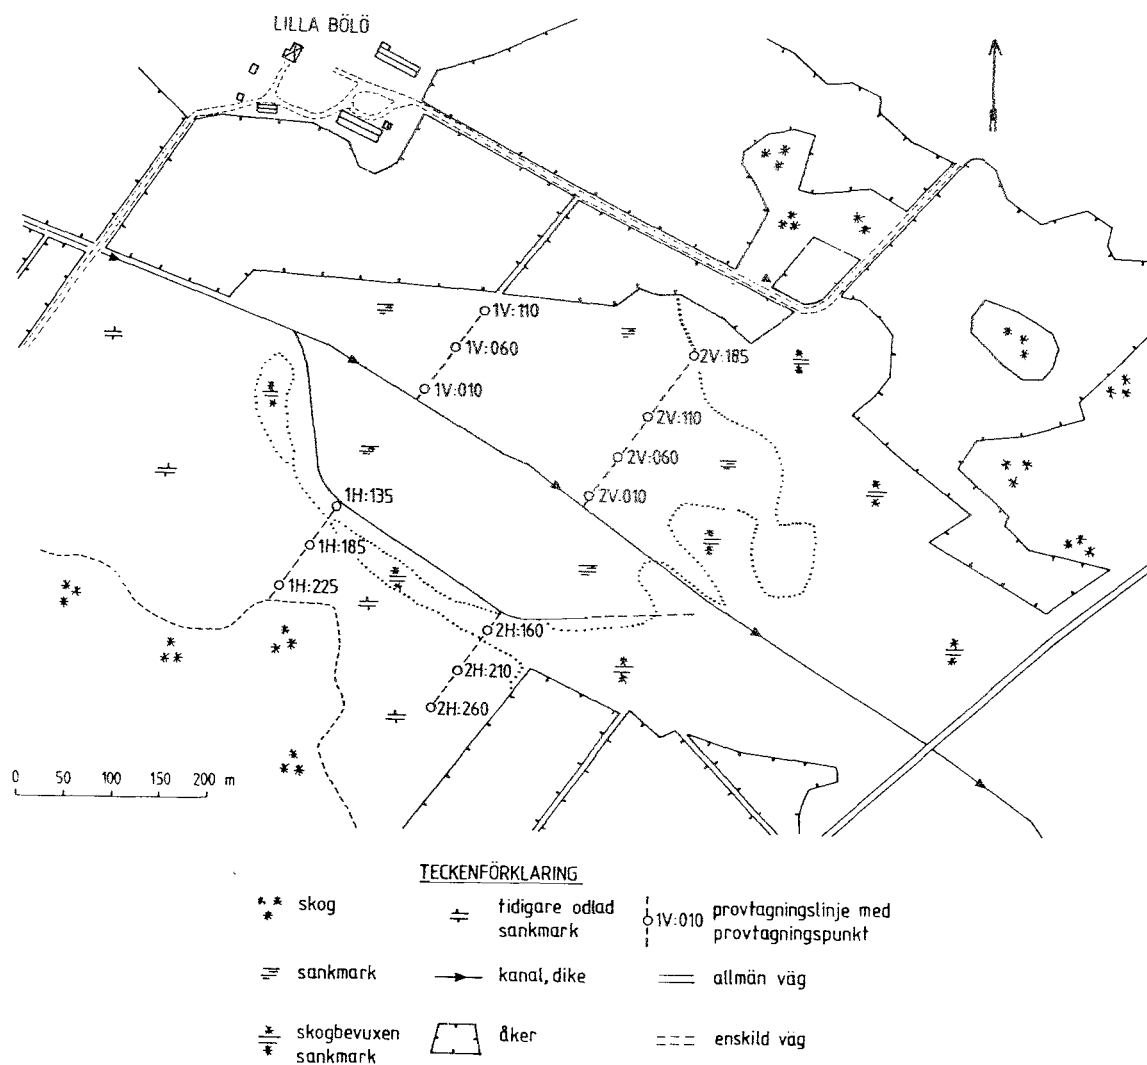 LILLA BÖLÖ
1V:110
1V:060
1V:010
2V:185
2V:110
2V:060
2V:010
1H:135
1H:185
1H:225
2H:160
2H:210
2H:260
0 50 100 150 200 m
TECKENFÖRKLARING
skog
tidigare odlad
sankmark
1V:010
provtagningslinje med
provtagningspunkt
sankmark
kanal, dike
allmän väg
skogbevuxen
sankmark
åker
enskild väg